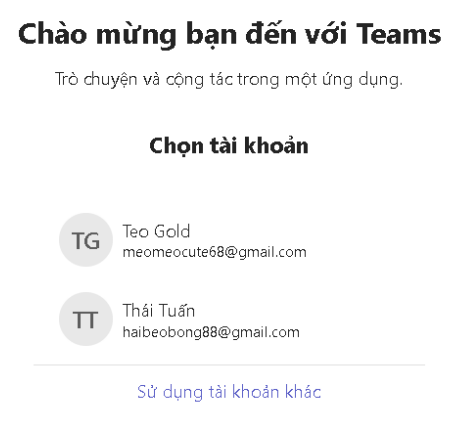 Chào mừng bạn đến với Teams
Trò chuyện và cộng tác trong một ứng dụng.
Chọn tài khoản
TG
Teo Gold
meomeocute68@gmail.com
TT
Thái Tuấn
haibeobong88@gmail.com
Sử dụng tài khoản khác